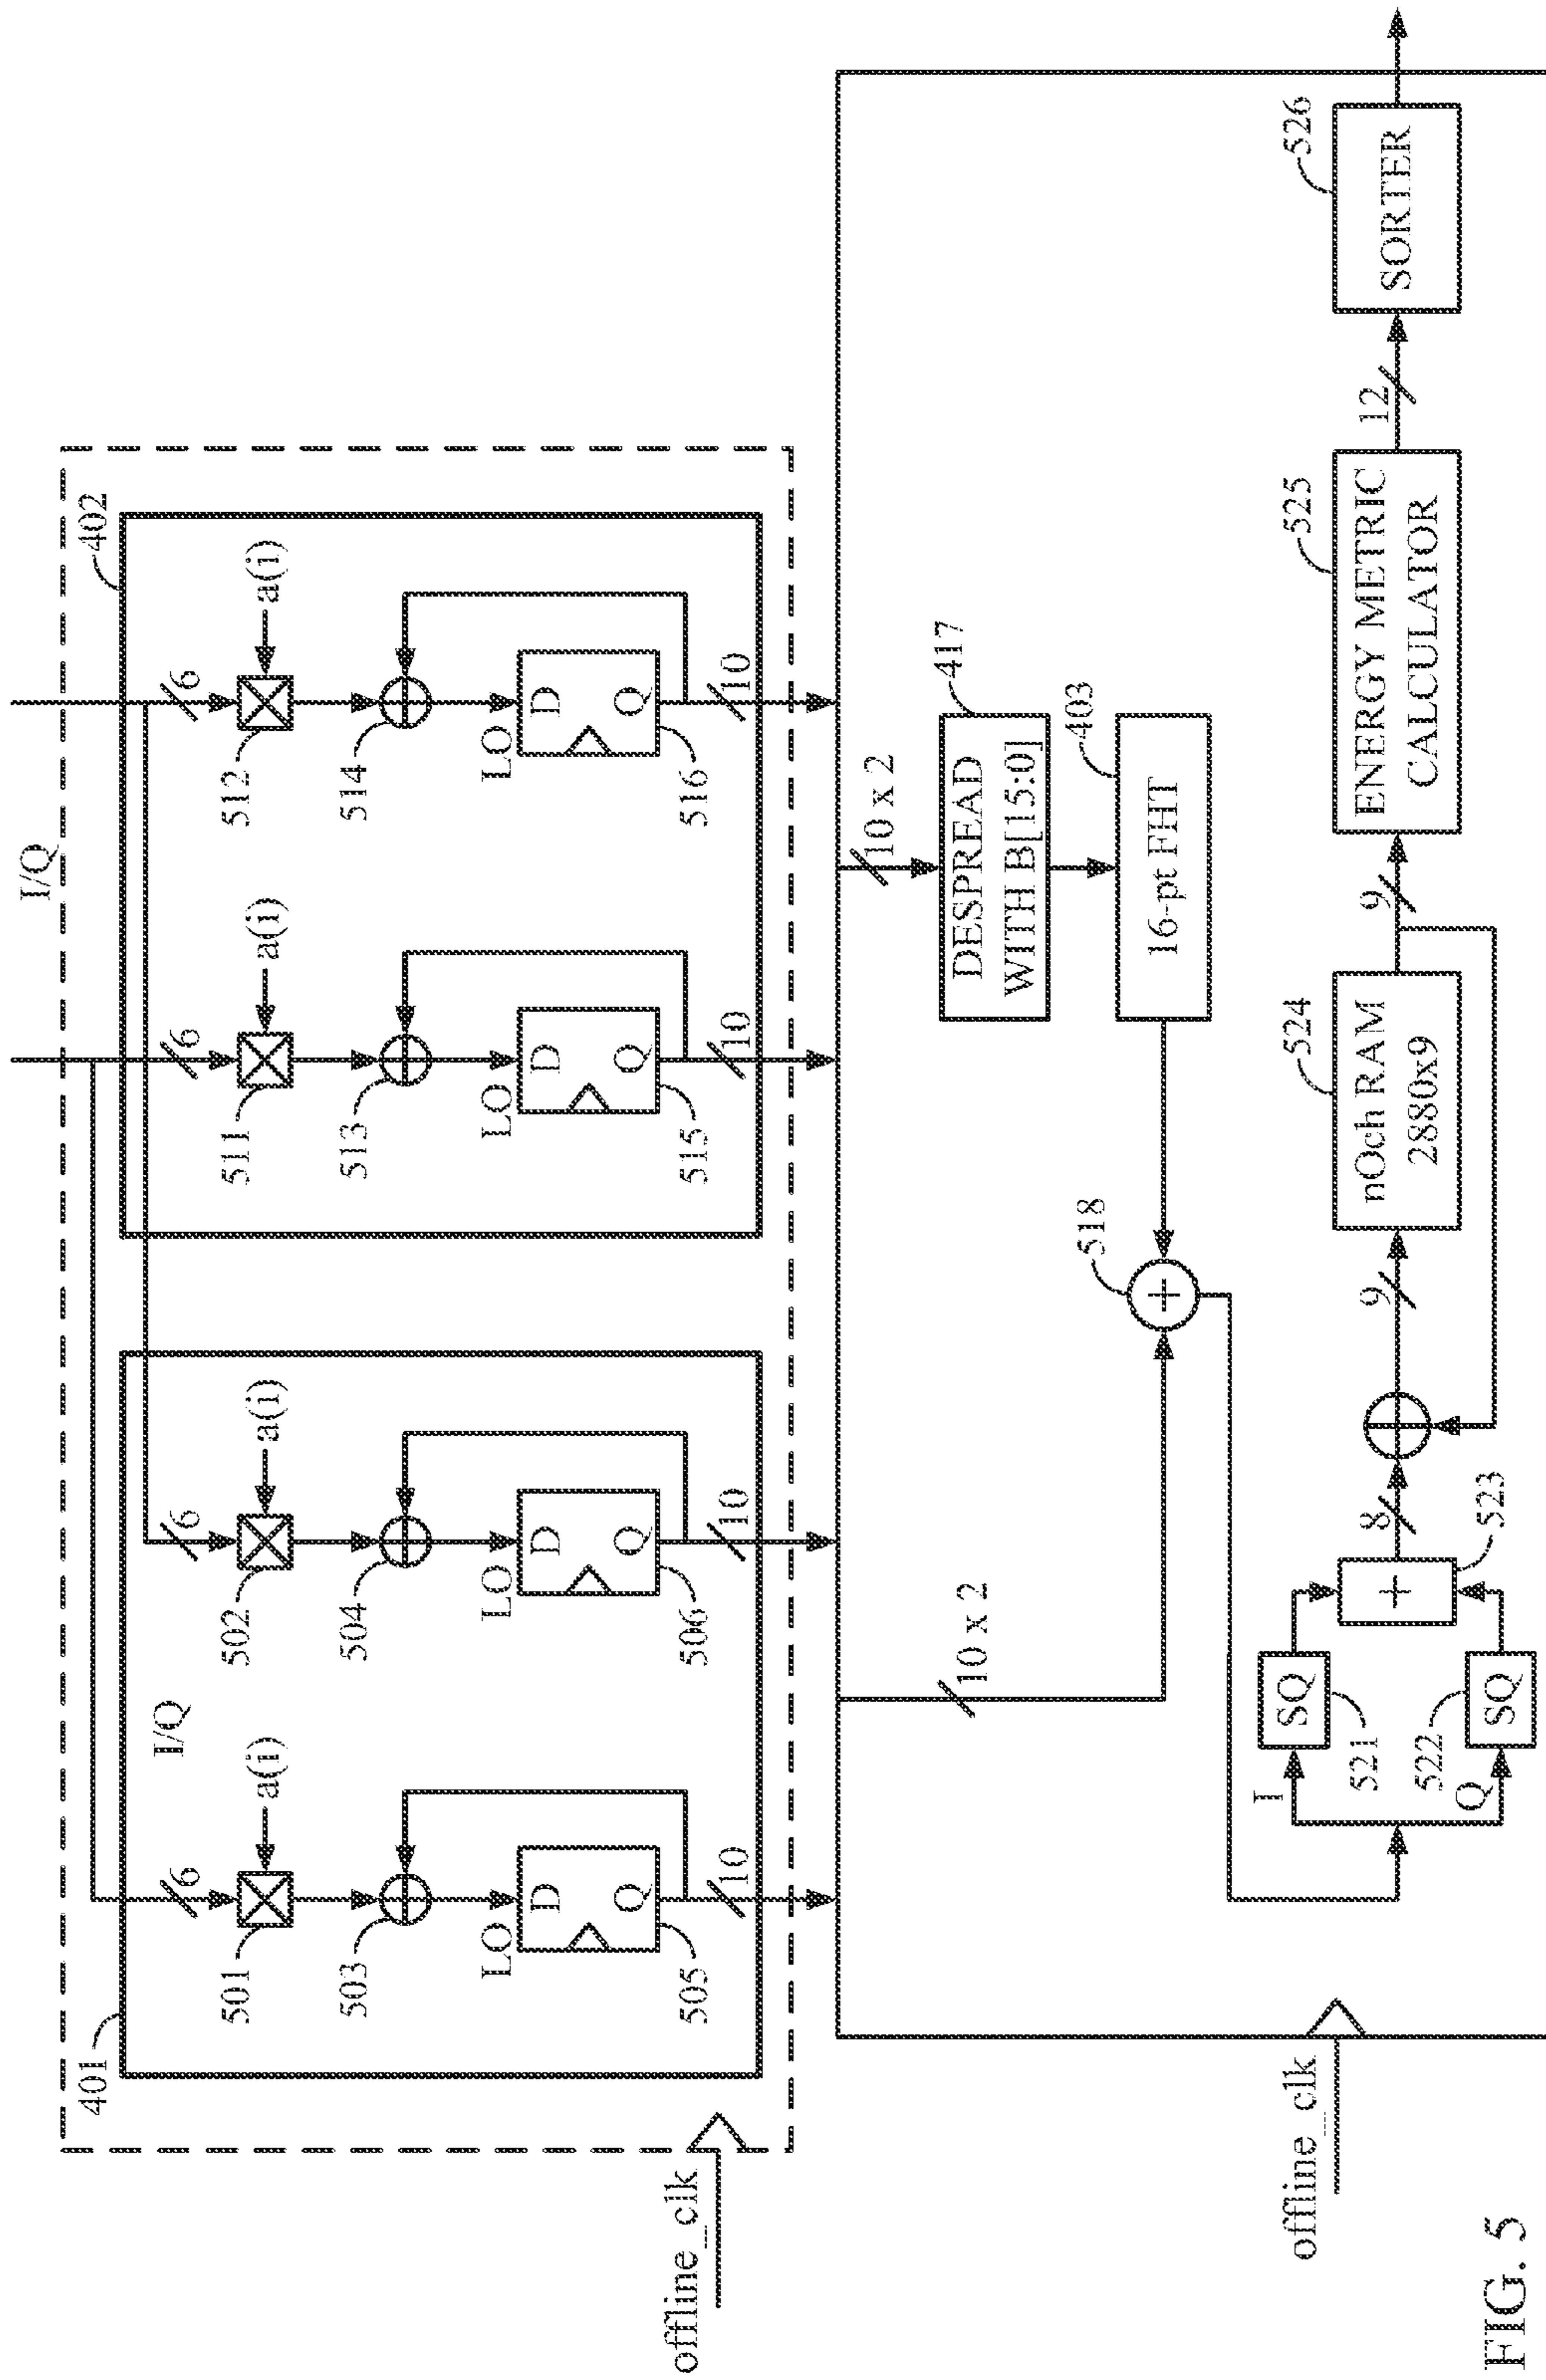 I/Q
401
I/Q
402
6
a(i)
6
a(i)
6
a(i)
6
a(i)
501
502
511
512
503
504
513
514
LO
D
Q
LO
D
Q
LO
D
Q
LO
D
Q
505
10
506
10
515
10
516
10
offline_clk
10 x 2
10 x 2
417
DESPREAD
WITH B[15:0]
403
16-pt FHT
518
offline_clk
I
SQ
521
Q
SQ
522
+
523
8
9
524
nOch RAM
2880x9
9
525
ENERGY METRIC
CALCULATOR
12
526
SORTER
FIG. 5